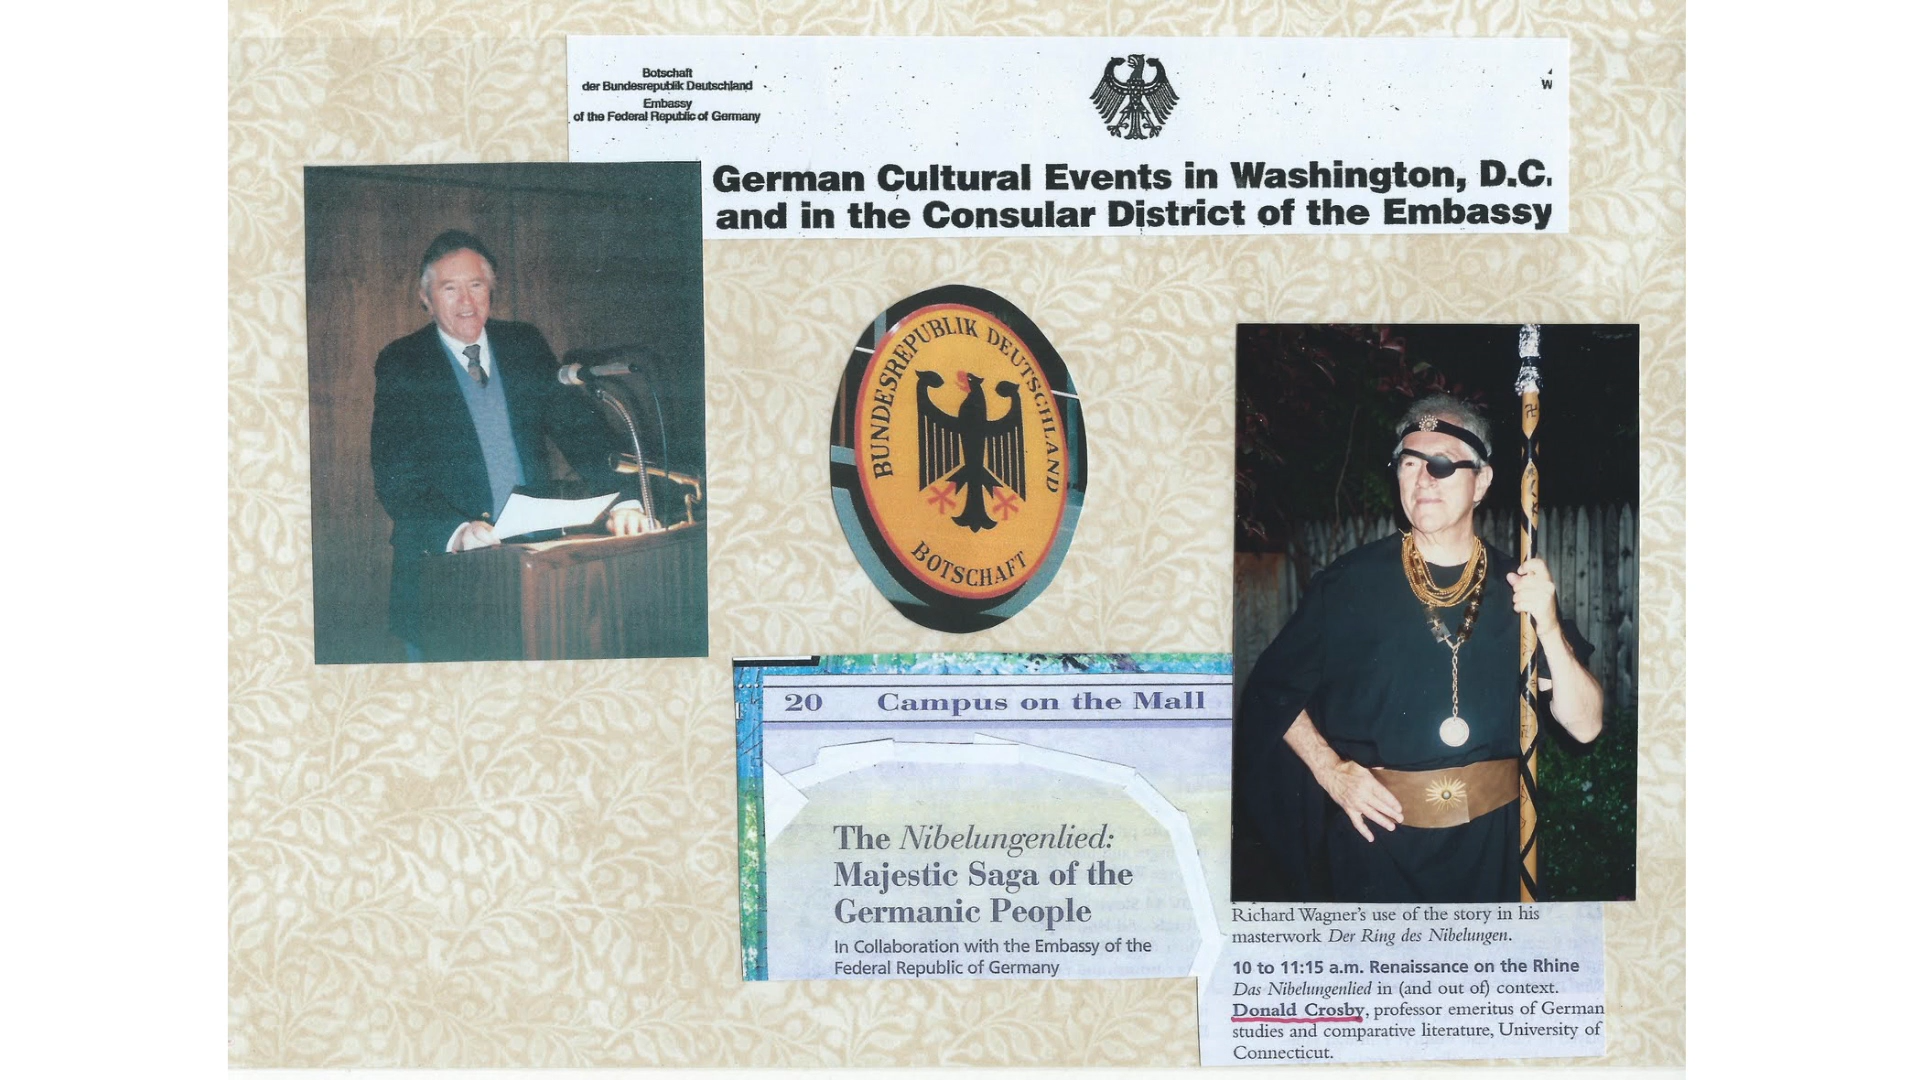 Botschaft
der Bundesrepublik Deutschland
Embassy
of the Federal Republic of Germany
W
German Cultural Events in Washington, D.C.
and in the Consular District of the Embassy
BUNDESREPUBLIK DEUTSCHLAND
BOTSCHAFT
20 Campus on the Mall
The Nibelungenlied:
Majestic Saga of the
Germanic People
In Collaboration with the Embassy of the
Federal Republic of Germany
Richard Wagner's use of the story in his
masterwork Der Ring des Nibelungen.
10 to 11:15 a.m. Renaissance on the Rhine
Das Nibelungenlied in (and out of) context.
Donald Crosby, professor emeritus of German
studies and comparative literature, University of
Connecticut.